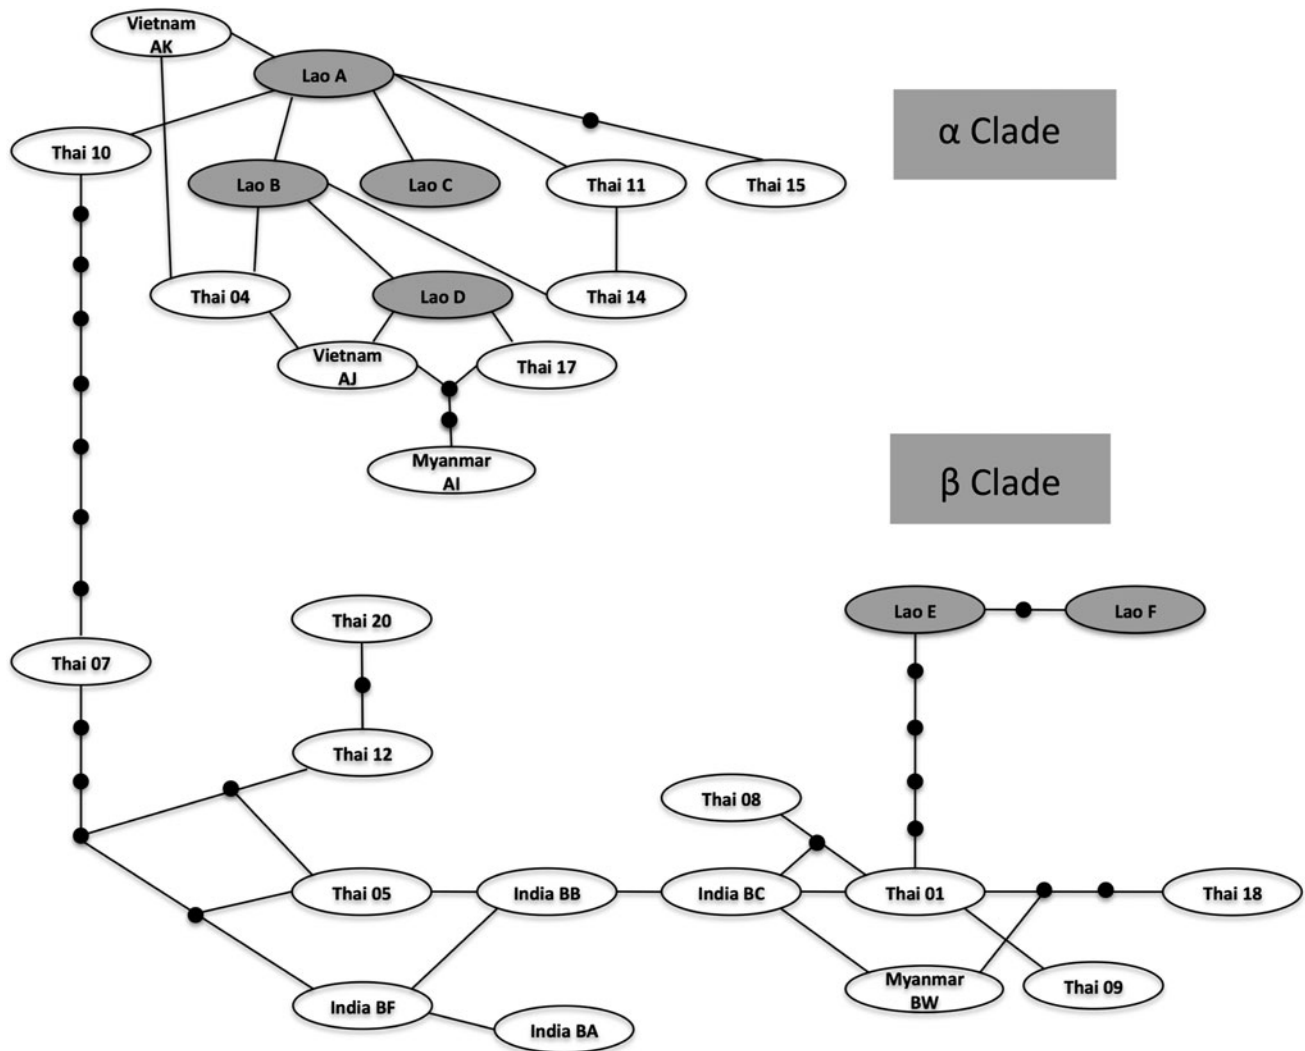 Vietnam
AK
Lao A
α Clade
Thai 10
Lao B
Lao C
Thai 11
Thai 15
Thai 04
Lao D
Thai 14
Vietnam
AJ
Thai 17
Myanmar
AI
β Clade
Lao E
Lao F
Thai 20
Thai 07
Thai 12
Thai 08
Thai 05
India BB
India BC
Thai 01
Thai 18
Myanmar
BW
Thai 09
India BF
India BA